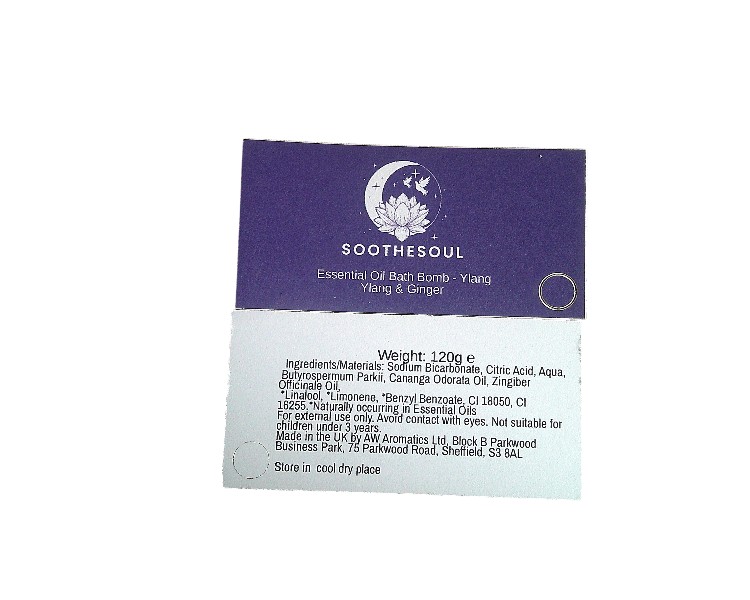 SOOTHESOUL
Essential Oil Bath Bomb - Ylang
Ylang & Ginger
Weight: 120g e
Ingredients/Materials: Sodium Bicarbonate, Citric Acid, Aqua,
Butyrospermum Parkii, Cananga Odorata Oil, Zingiber
Officinale Oil,
*Linalool, *Limonene, *Benzyl Benzoate, CI 18050, CI
16255.*Naturally occurring in Essential Oils
For external use only. Avoid contact with eyes. Not suitable for
children under 3 years.
Made in the UK by AW Aromatics Ltd, Block B Parkwood
Business Park, 75 Parkwood Road, Sheffield, S3 8AL
Store in cool dry place